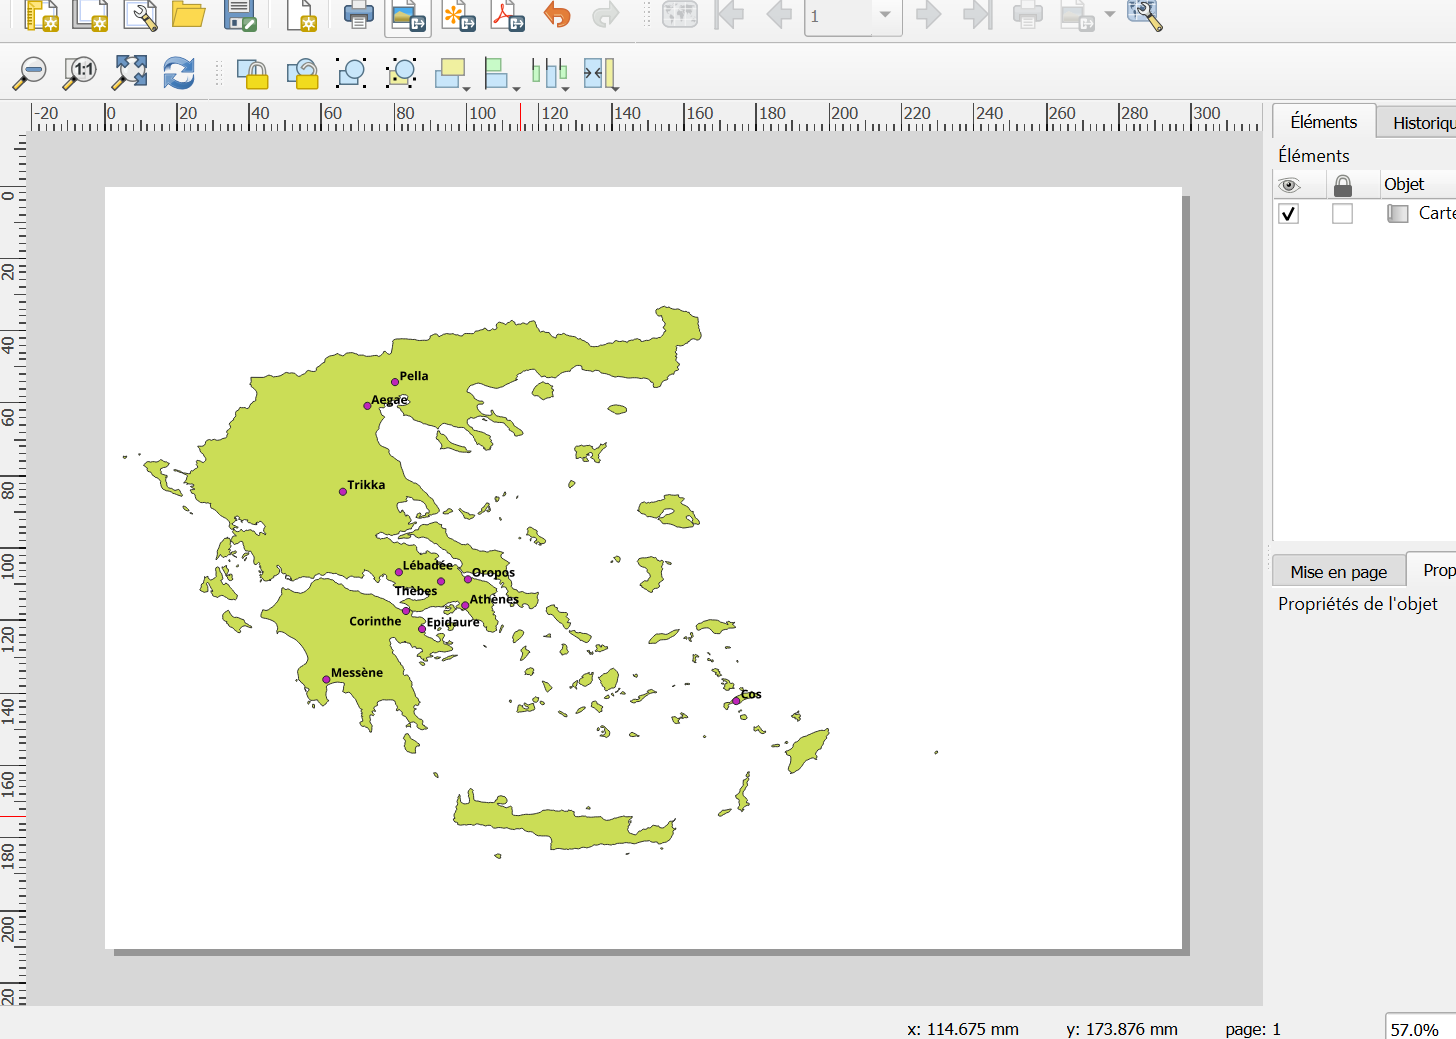 1
1:1
-20 0 20 40 60 80 100 120 140 160 180 200 220 240 260 280 300
Éléments
Historiqu
Éléments
Objet
Carte
0
20
40
60
80
100
120
140
160
180
200
20
Pella
Aegae
Trikka
Lébadée
Oropos
Thèbes
Athènes
Corinthe
Epidaure
Messène
Cos
Mise en page
Prop
Propriétés de l'objet
x: 114.675 mm
y: 173.876 mm
page: 1
57.0%